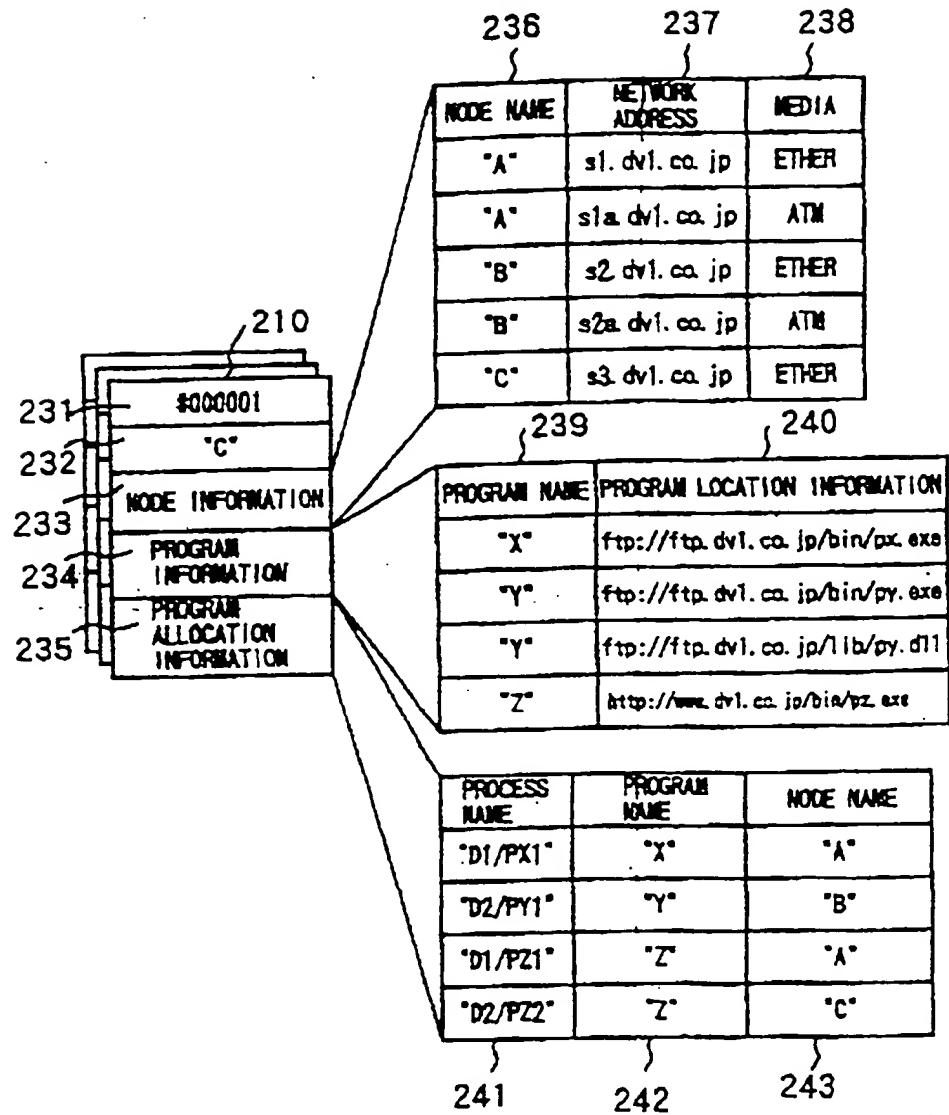 236 237 238
NODE NAME NETWORK ADDRESS MEDIA
"A" s1.dv1.co.jp ETHER
"A" s1a.dv1.co.jp ATM
"B" s2.dv1.co.jp ETHER
"B" s2a.dv1.co.jp ATM
"C" s3.dv1.co.jp ETHER
210
231 #000001
232 "C"
233 NODE INFORMATION
234 PROGRAM INFORMATION
235 PROGRAM ALLOCATION INFORMATION
239 240
PROGRAM NAME PROGRAM LOCATION INFORMATION
"X" ftp://ftp.dv1.co.jp/bin/px.exe
"Y" ftp://ftp.dv1.co.jp/bin/py.exe
"Y" ftp://ftp.dv1.co.jp/lib/py.dll
"Z" http://www.dv1.co.jp/bin/pz.exe
PROCESS NAME PROGRAM NAME NODE NAME
"D1/PX1" "X" "A"
"D2/PY1" "Y" "B"
"D1/PZ1" "Z" "A"
"D2/PZ2" "Z" "C"
241 242 243